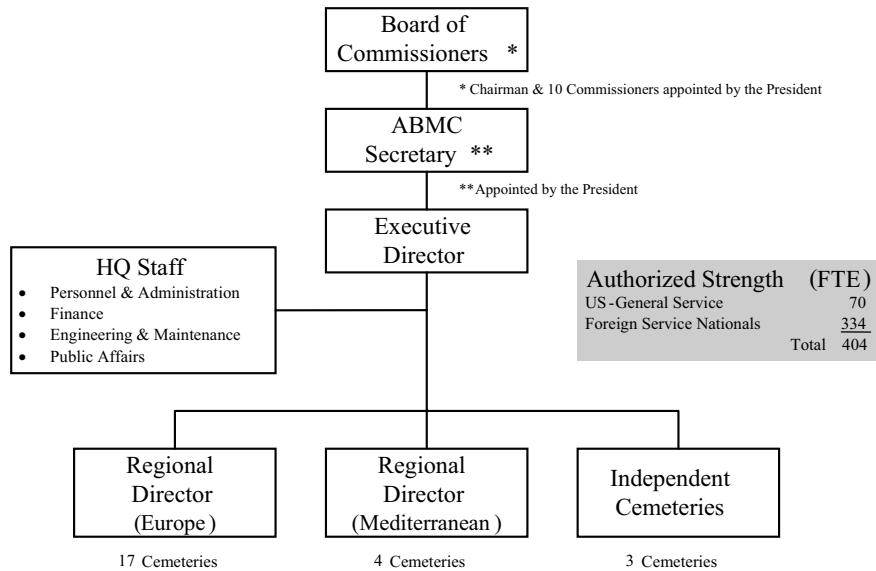 Board of
Commissioners *
* Chairman & 10 Commissioners appointed by the President
ABMC
Secretary **
**Appointed by the President
Executive
Director
HQ Staff
• Personnel & Administration
• Finance
• Engineering & Maintenance
• Public Affairs
Authorized Strength (FTE)
US-General Service 70
Foreign Service Nationals 334
Total 404
Regional
Director
(Europe)
17 Cemeteries
Regional
Director
(Mediterranean)
4 Cemeteries
Independent
Cemeteries
3 Cemeteries